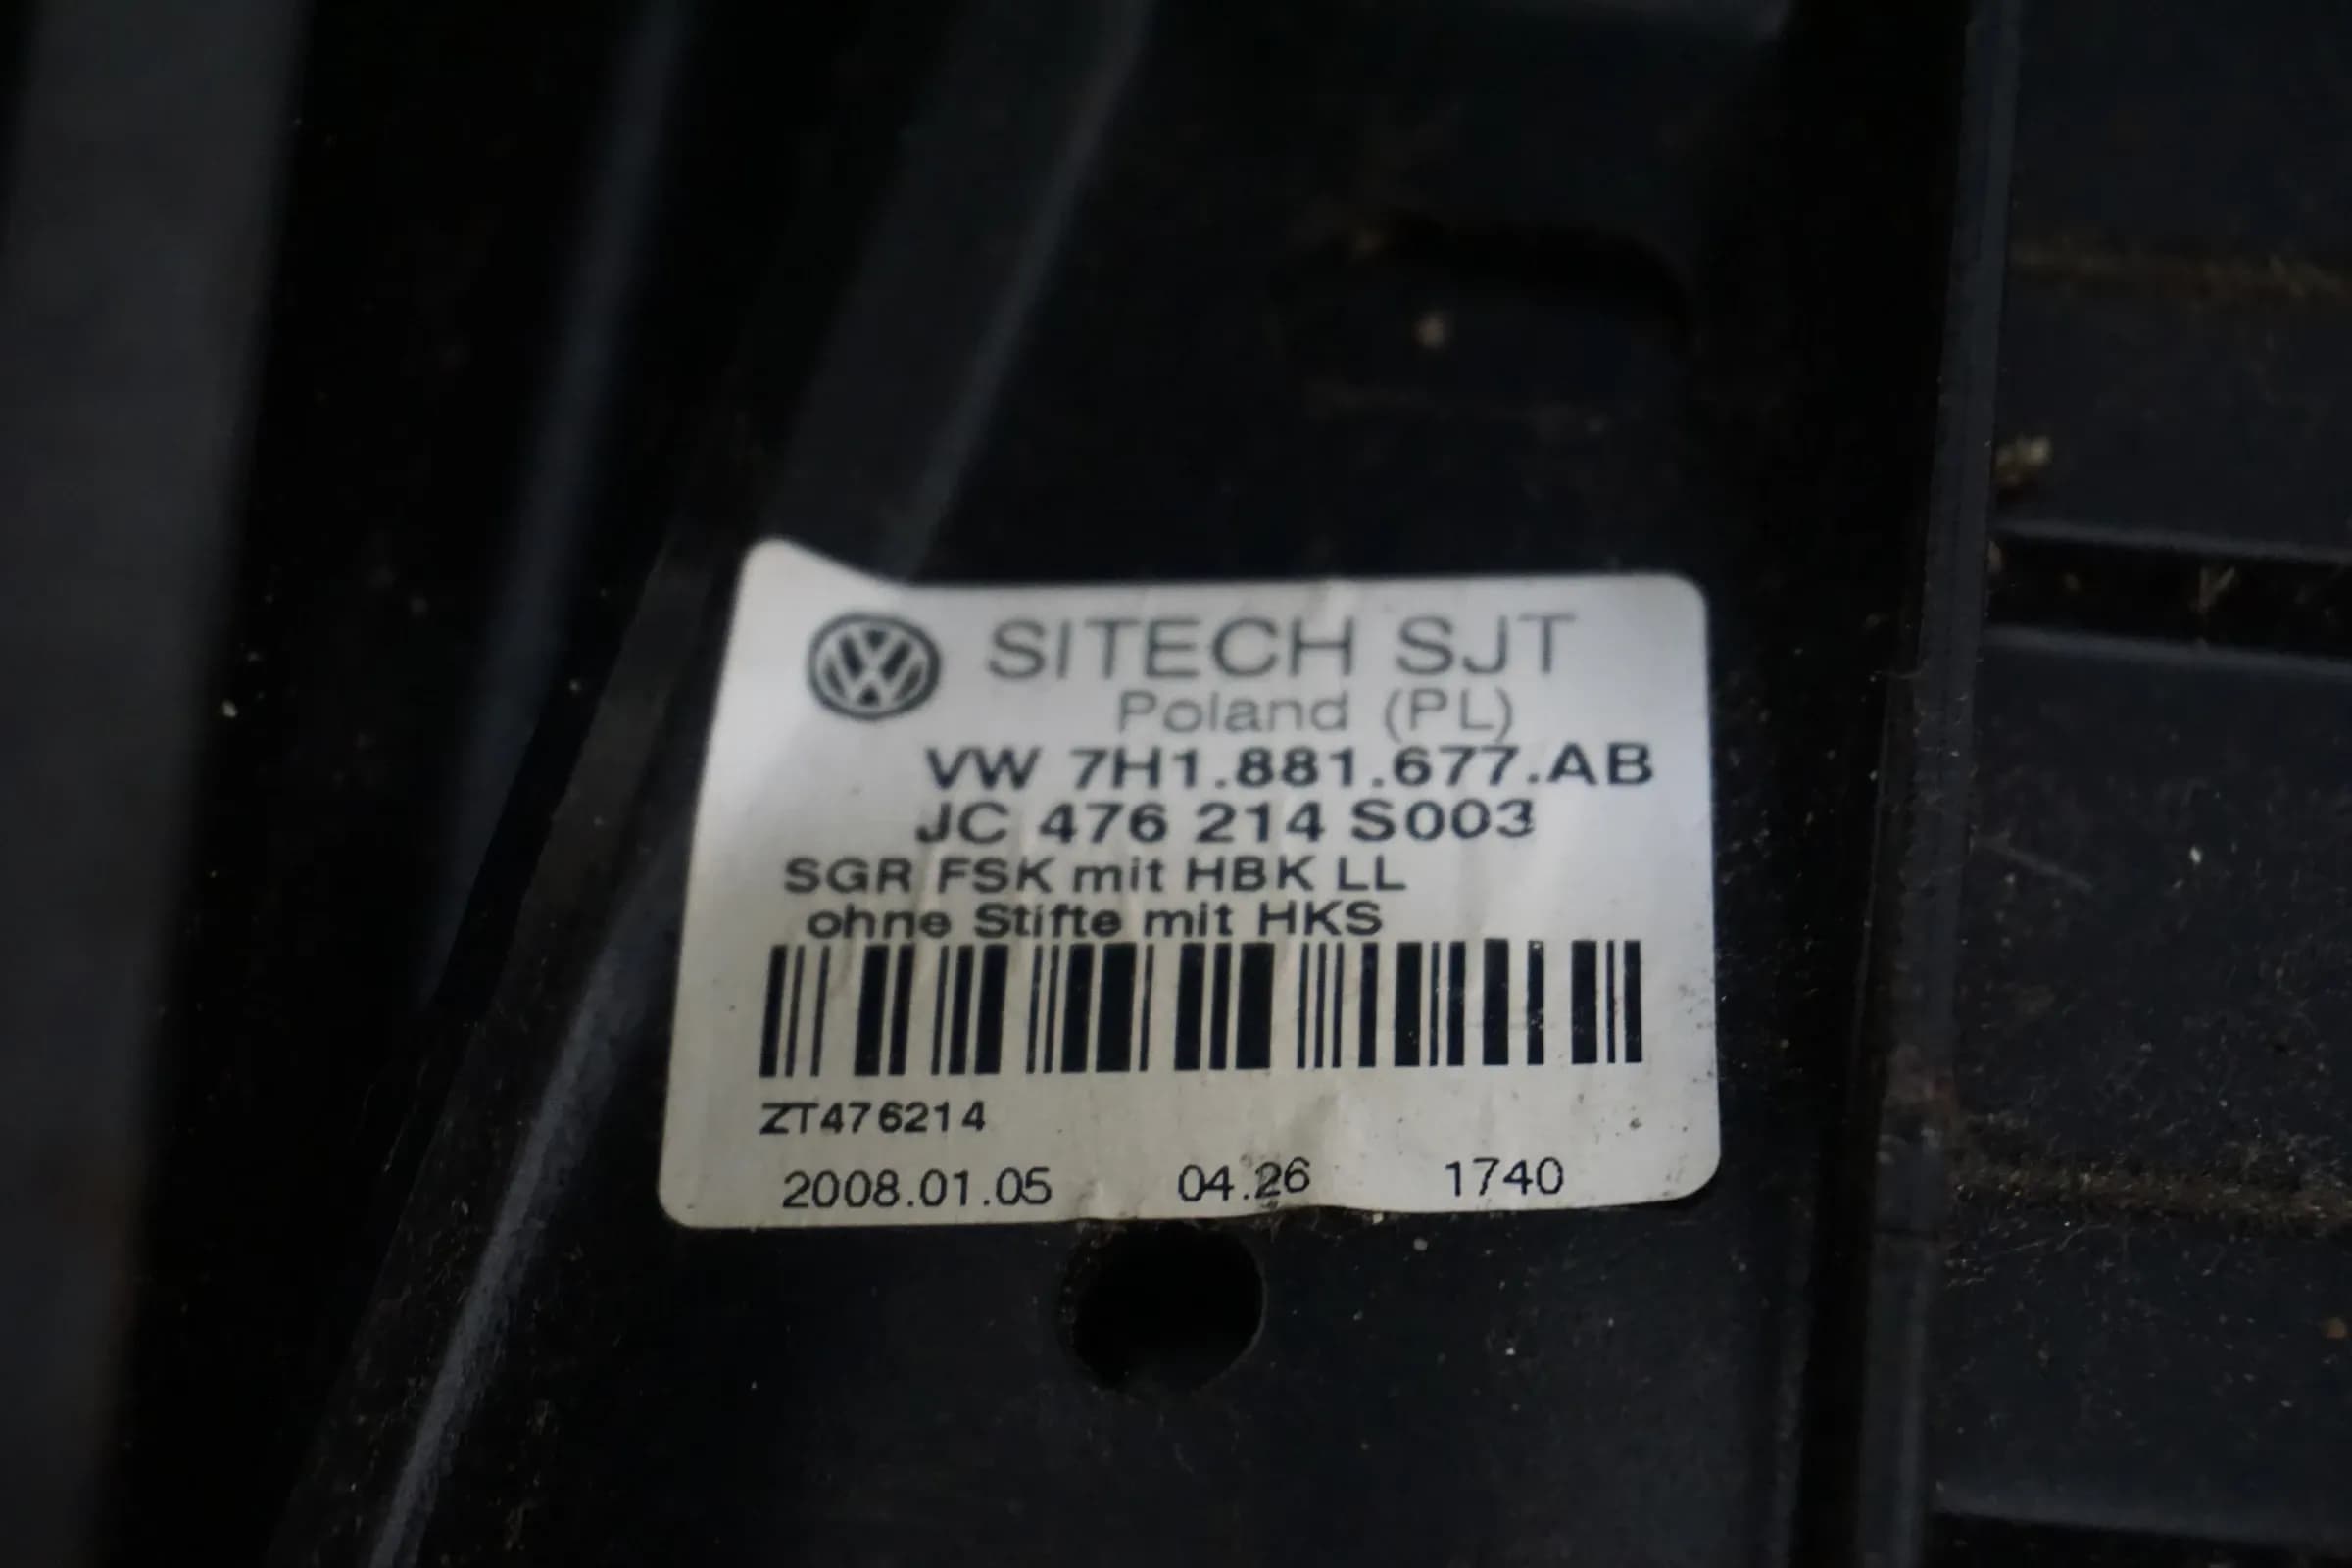 SITECH SJT
Poland (PL)
VW 7H1.881.677.AB
JC 476 214 S003
SGR FSK mit HBK LL
ohne Stifte mit HKS
ZT476214
2008.01.05 04.26 1740